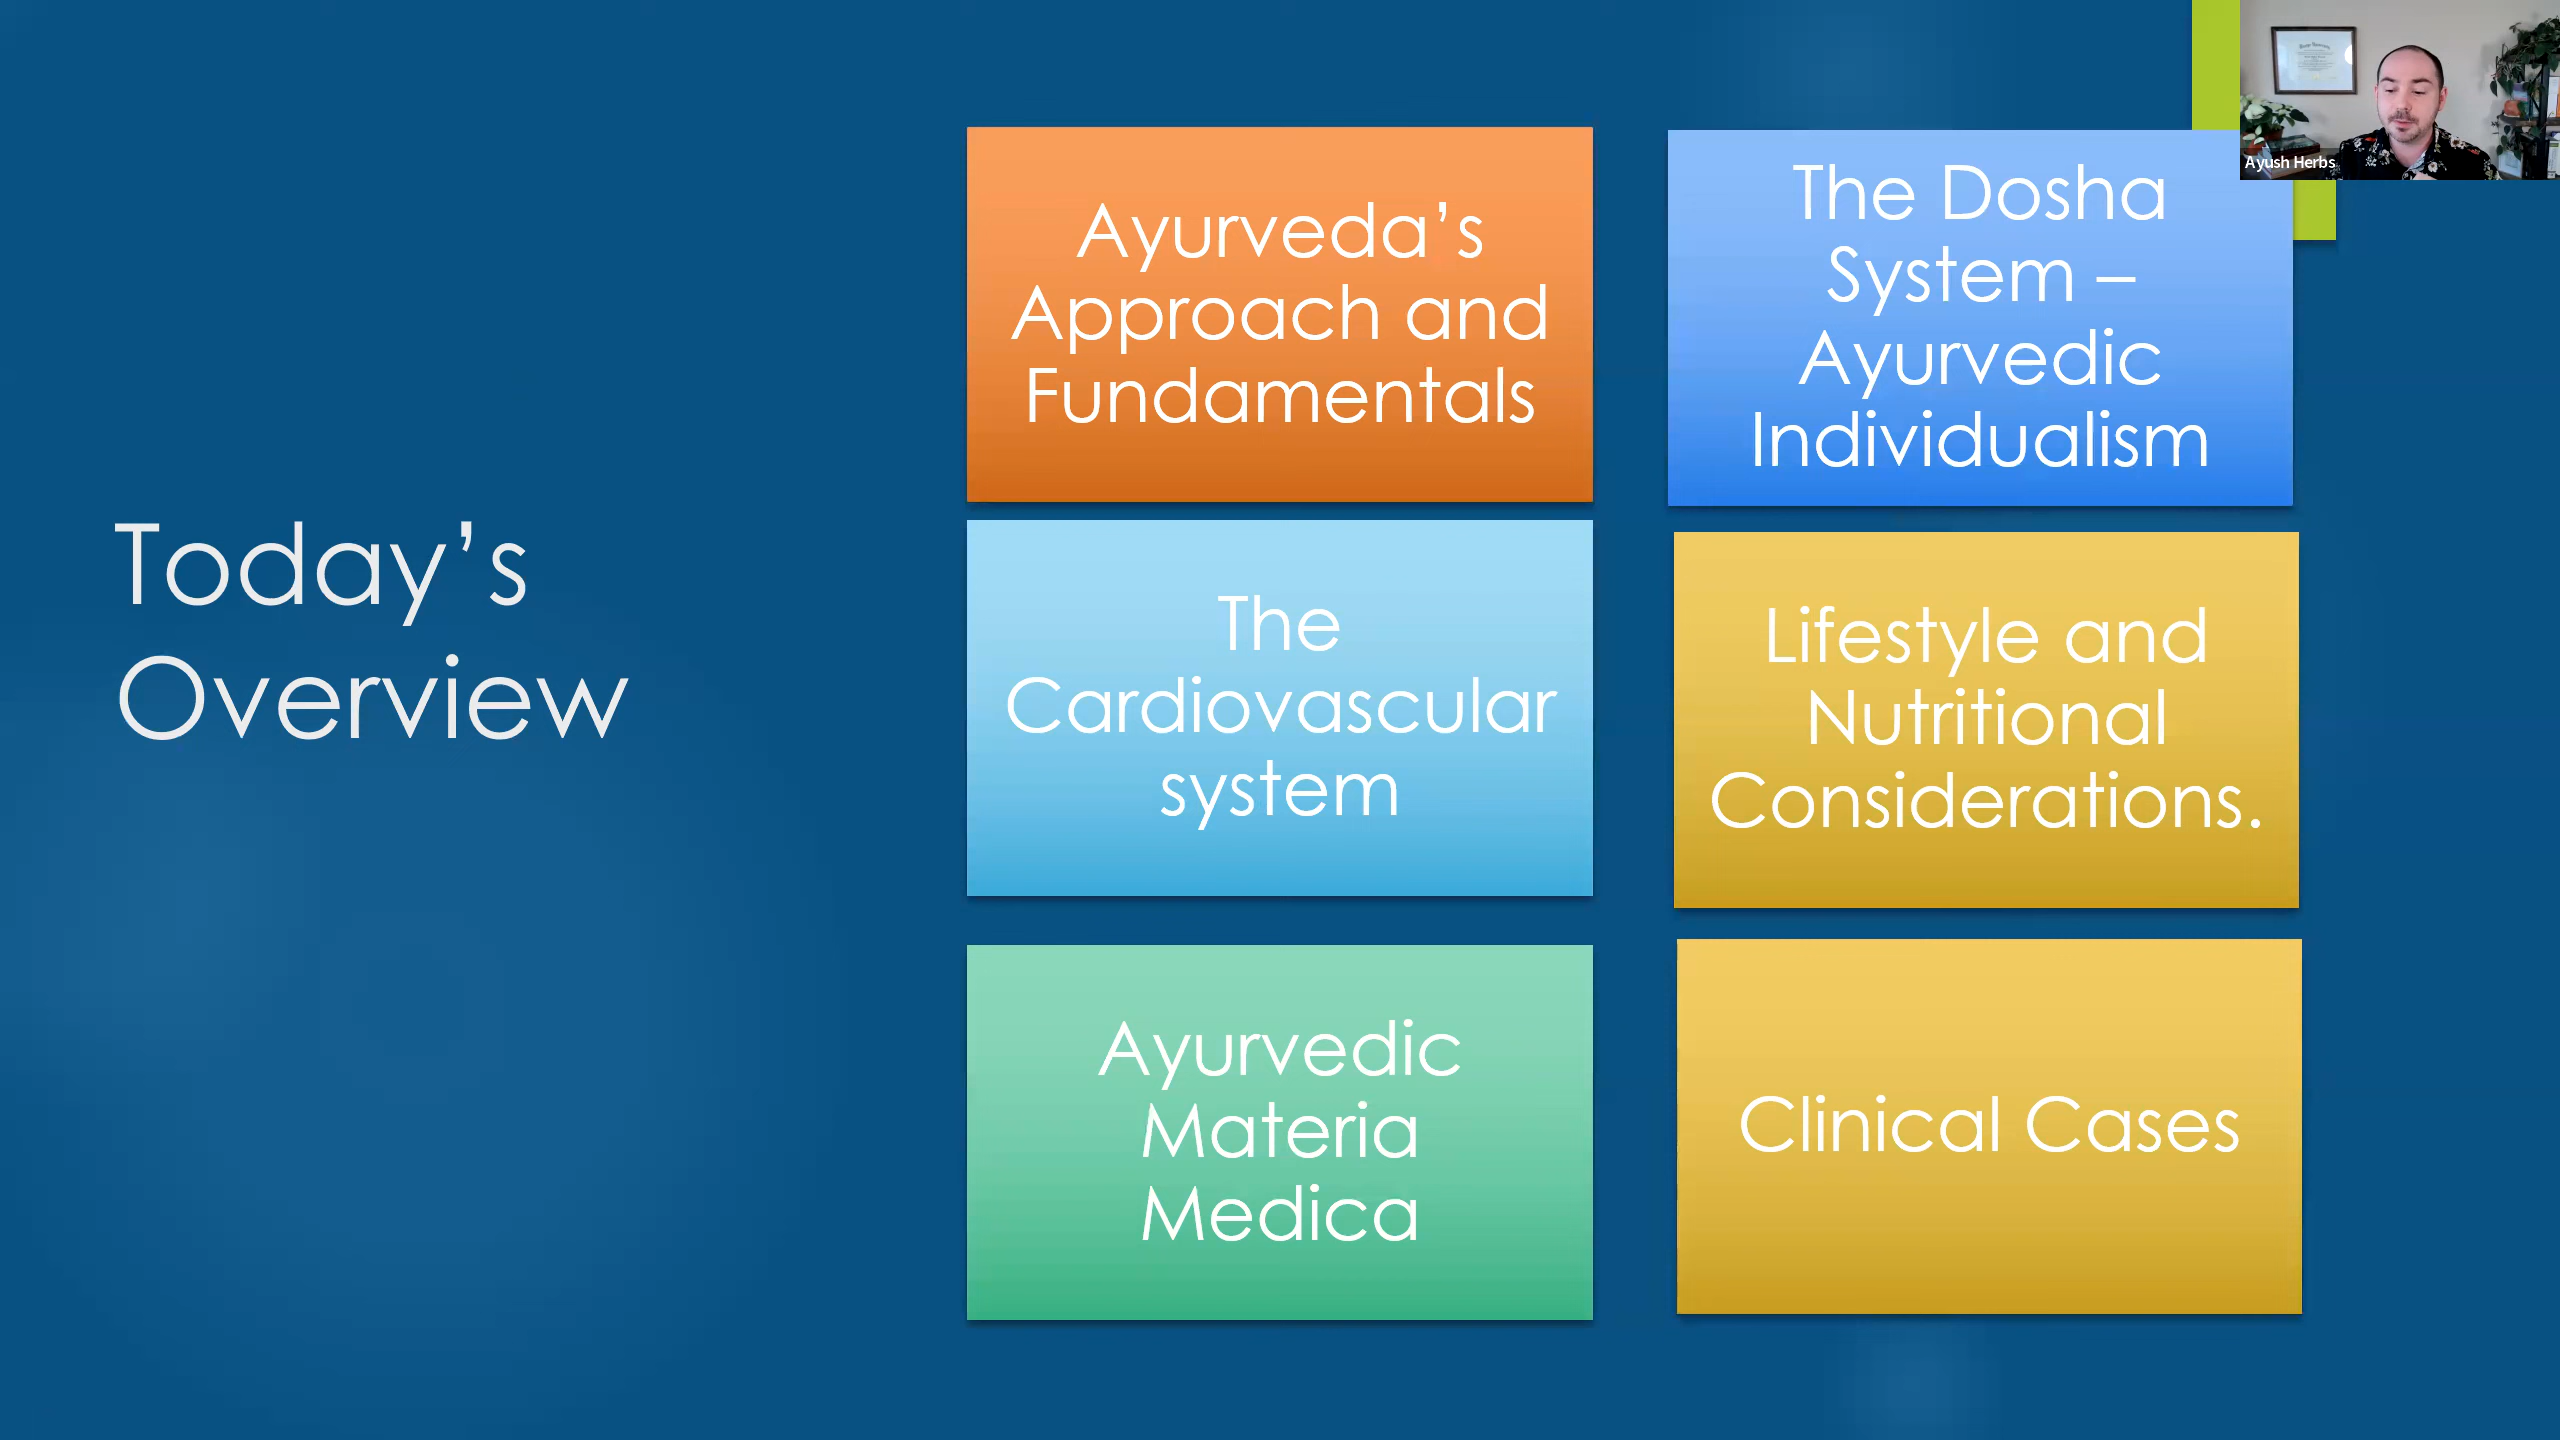 Today’s
Overview
Ayurveda’s
Approach and
Fundamentals
The Dosha
System –
Ayurvedic
Individualism
The
Cardiovascular
system
Lifestyle and
Nutritional
Considerations.
Ayurvedic
Materia
Medica
Clinical Cases
Ayush Herbs